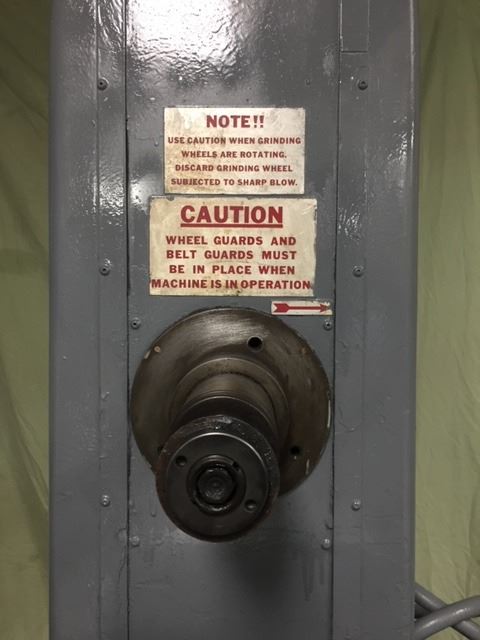 NOTE!!
USE CAUTION WHEN GRINDING
WHEELS ARE ROTATING.
DISCARD GRINDING WHEEL
SUBJECTED TO SHARP BLOW.
CAUTION
WHEEL GUARDS AND
BELT GUARDS MUST
BE IN PLACE WHEN
MACHINE IS IN OPERATION.